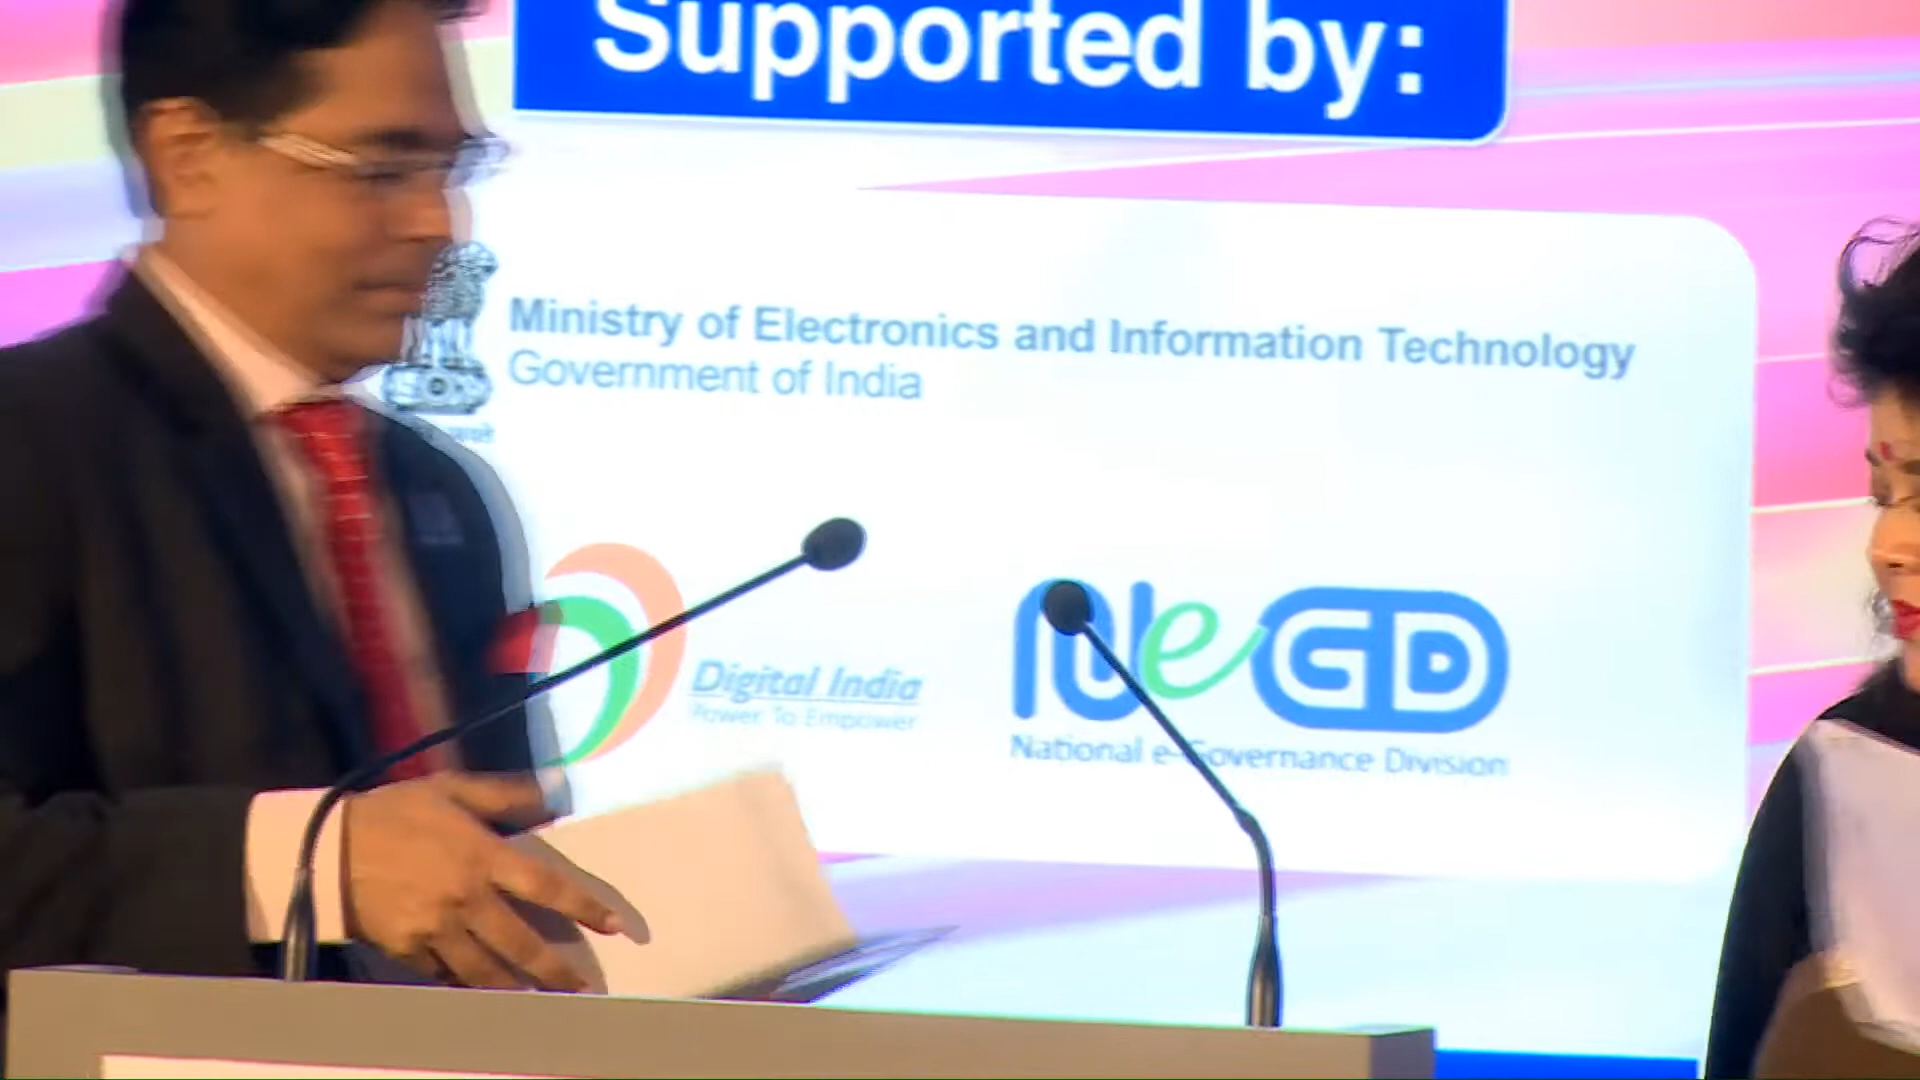 Supported by:
Ministry of Electronics and Information Technology
Government of India
Digital India
Power To Empower
NeGD
National e-Governance Division